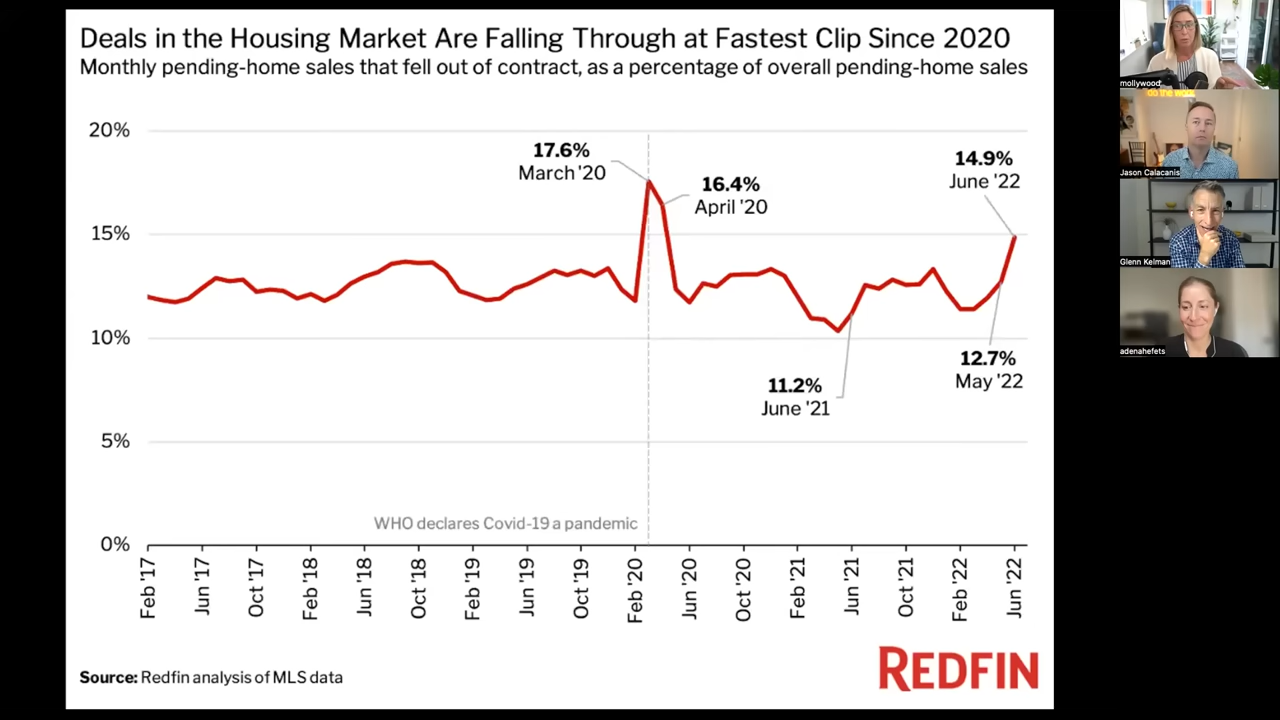 Deals in the Housing Market Are Falling Through at Fastest Clip Since 2020
Monthly pending-home sales that fell out of contract, as a percentage of overall pending-home sales
20%
15%
10%
5%
0%
17.6%
March '20
16.4%
April '20
14.9%
June '22
11.2%
June '21
12.7%
May '22
WHO declares Covid-19 a pandemic
Feb '17
Jun '17
Oct '17
Feb '18
Jun '18
Oct '18
Feb '19
Jun '19
Oct '19
Feb '20
Jun '20
Oct '20
Feb '21
Jun '21
Oct '21
Feb '22
Jun '22
Source: Redfin analysis of MLS data
REDFIN
mollywood
do the work
Jason Calacanis
Glenn Kelman
adenahefets